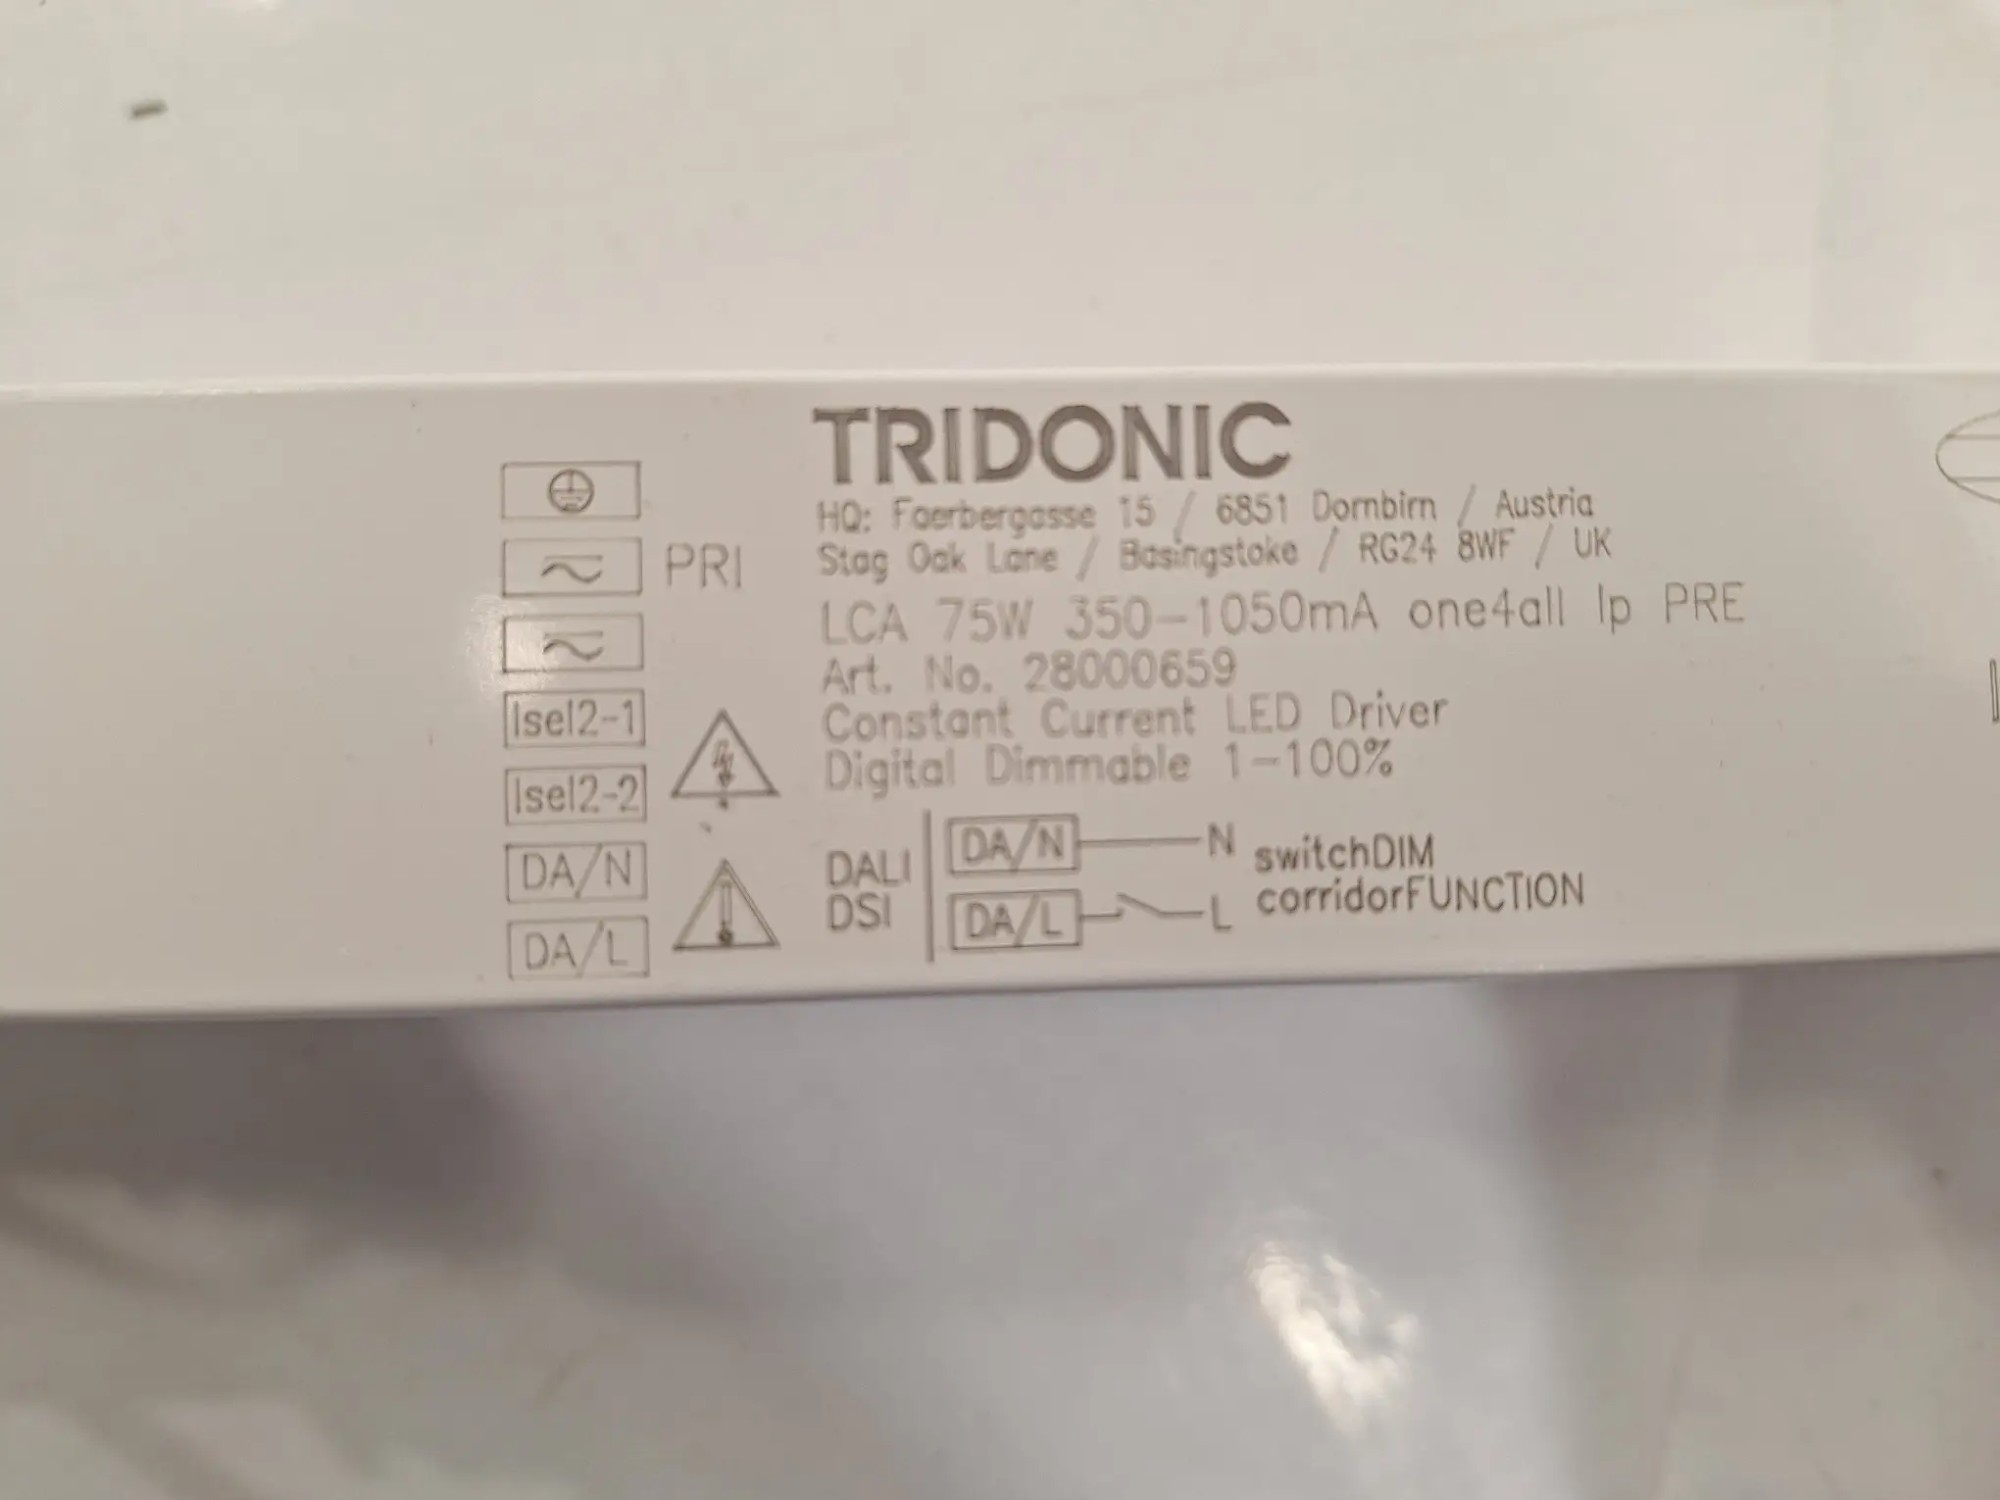 TRIDONIC
HQ: Faerbergasse 15 / 6851 Dornbirn / Austria
Stag Oak Lane / Basingstoke / RG24 8WF / UK
LCA 75W 350-1050mA one4all lp PRE
Art. No. 28000659
Constant Current LED Driver
Digital Dimmable 1-100%
PRI
Isel2-1
Isel2-2
DA/N
DA/L
DALI
DSI
DA/N N switchDIM
DA/L L corridorFUNCTION